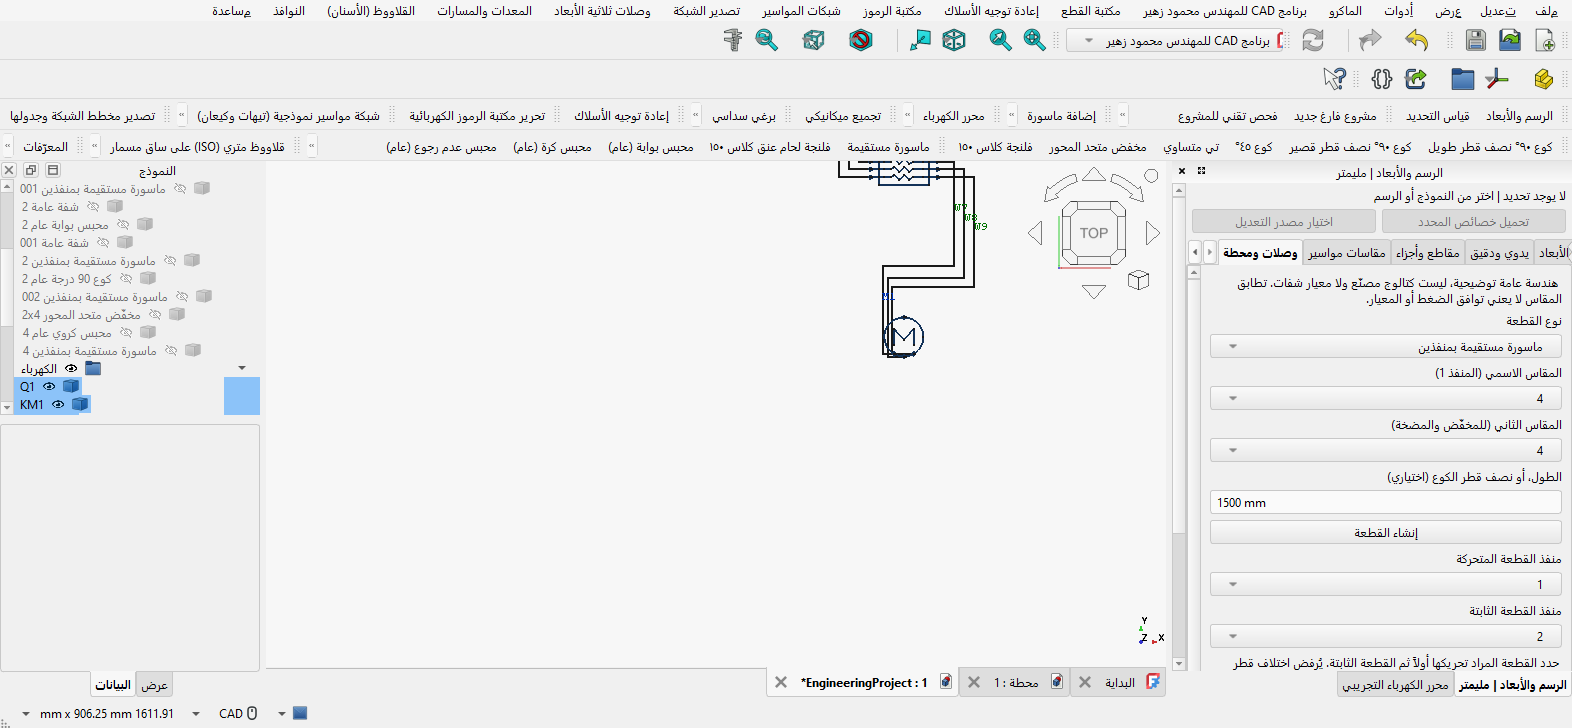 ملف تعديل عرض أدوات الماكرو برنامج CAD للمهندس محمود زهير مكتبة القطع إعادة توجيه الأسلاك مكتبة الرموز شبكات المواسير تصدير الشبكة وصلات ثلاثية الأبعاد المعدات والمسارات القلاووظ (الأسنان) النوافذ مساعدة
برنامج CAD للمهندس محمود زهير
الرسم والأبعاد قياس التحديد مشروع فارغ جديد فحص تقني للمشروع » إضافة ماسورة » محرر الكهرباء » تجميع ميكانيكي برغي سداسي » إعادة توجيه الأسلاك تحرير مكتبة الرموز الكهربائية شبكة مواسير نموذجية (تيهات وكيعان) » تصدير مخطط الشبكة وجدولها
كوع ٩٠° نصف قطر طويل كوع ٩٠° نصف قطر قصير كوع ٤٥° تي متساوي مخفض متحد المحور فلنجة كلاس ١٥٠ ماسورة مستقيمة فلنجة لحام عنق كلاس ١٥٠ محبس بوابة (عام) محبس كرة (عام) محبس عدم رجوع (عام) » قلاووظ متري (ISO) على ساق مسمار » المعرّفات »
النموذج
ماسورة مستقيمة بمنفذين 001
شفة عامة 2
محبس بوابة عام 2
شفة عامة 001
ماسورة مستقيمة بمنفذين 2
كوع 90 درجة عام 2
ماسورة مستقيمة بمنفذين 002
مخفّض متحد المحور 2x4
محبس كروي عام 4
ماسورة مستقيمة بمنفذين 4
الكهرباء
Q1
KM1
عرض البيانات
W7
W8
W9
M
TOP
Y
Z X
الرسم والأبعاد | مليمتر
لا يوجد تحديد | اختر من النموذج أو الرسم
تحميل خصائص المحدد اختيار مصدر التعديل
الأبعاد يدوي ودقيق مقاطع وأجزاء مقاسات مواسير وصلات ومحطة
هندسة عامة توضيحية، ليست كتالوج مصنّع ولا معيار شفات. تطابق
المقاس لا يعني توافق الضغط أو المعيار.
نوع القطعة
ماسورة مستقيمة بمنفذين
المقاس الاسمي (المنفذ 1)
4
المقاس الثاني (للمخفّض والمضخة)
4
الطول، أو نصف قطر الكوع (اختياري)
1500 mm
إنشاء القطعة
منفذ القطعة المتحركة
1
منفذ القطعة الثابتة
2
حدد القطعة المراد تحريكها أولاً ثم القطعة الثابتة. يُرفض اختلاف قطر
الرسم والأبعاد | مليمتر محرر الكهرباء التجريبي
البداية محطة : 1 EngineeringProject : 1*
mm x 906.25 mm 1611.91 CAD